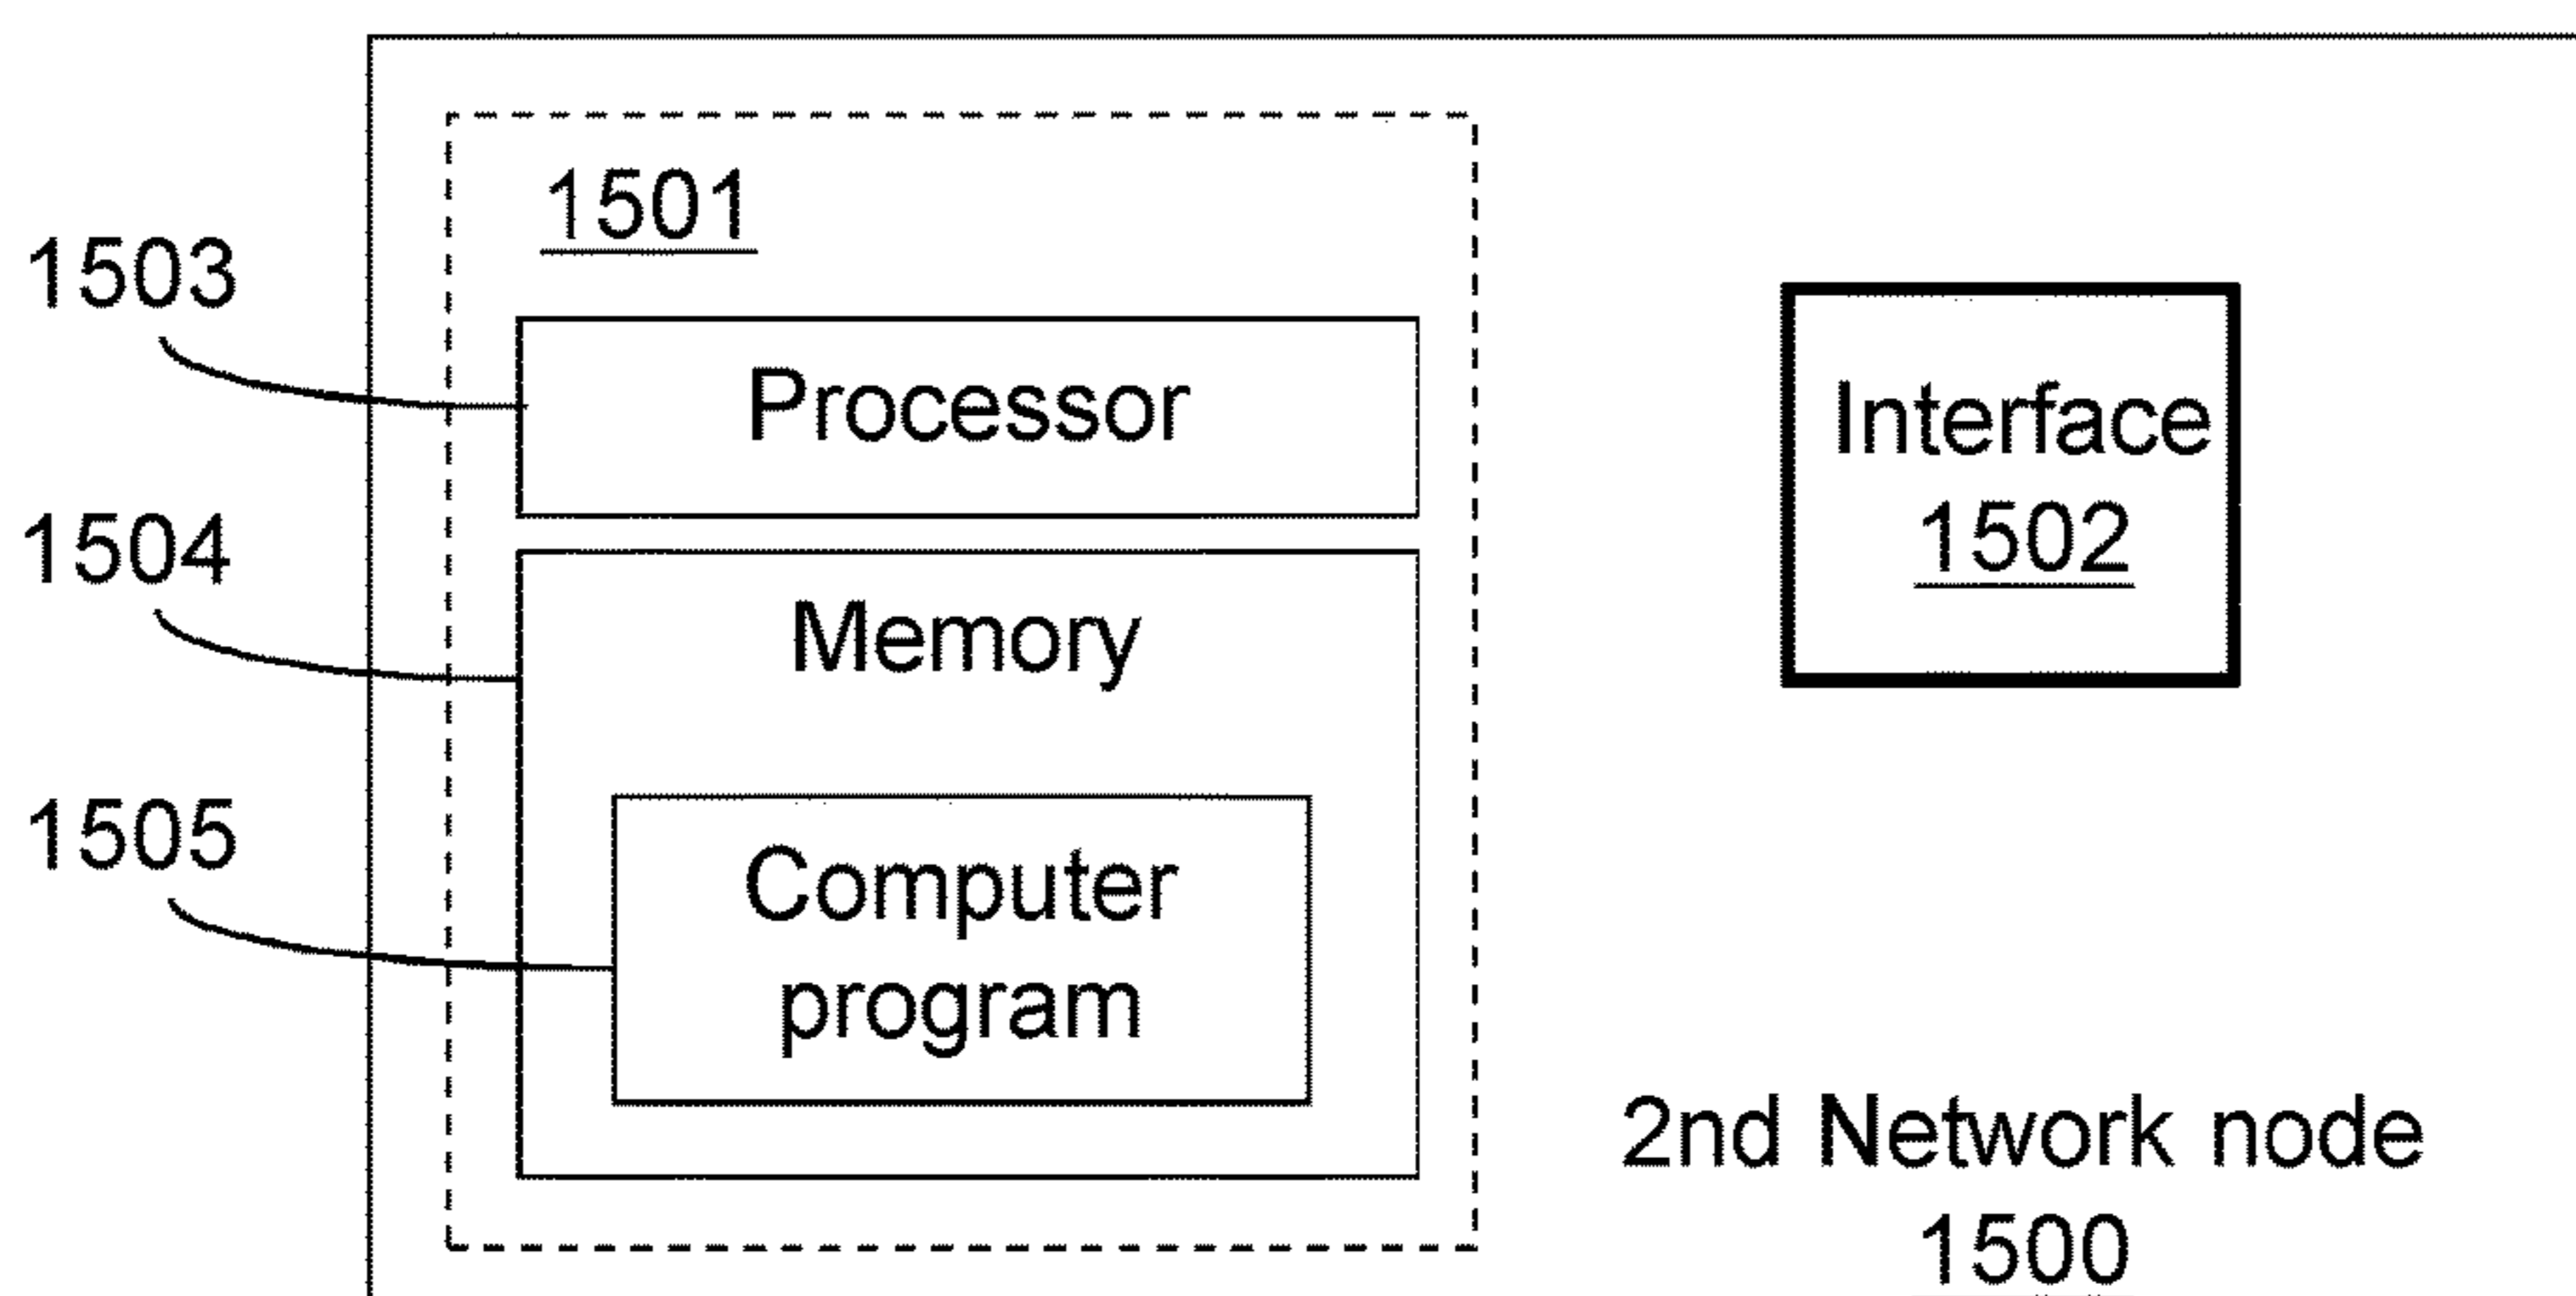 1501
1503
Processor
Interface
1502
1504
Memory
1505
Computer
program
2nd Network node
1500